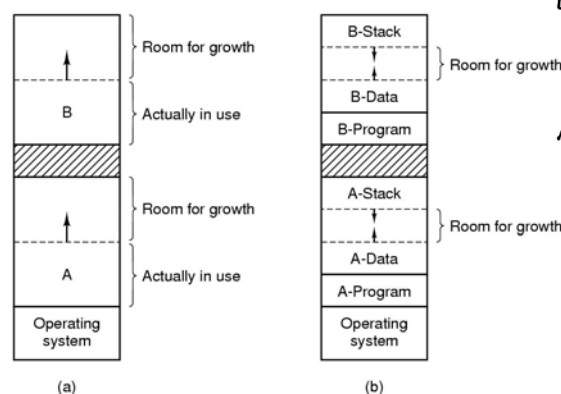 Room for growth
B
Actually in use
Room for growth
A
Actually in use
Operating
system
(a)
B-Stack
Room for growth
B-Data
B-Program
A-Stack
Room for growth
A-Data
A-Program
Operating
system
(b)